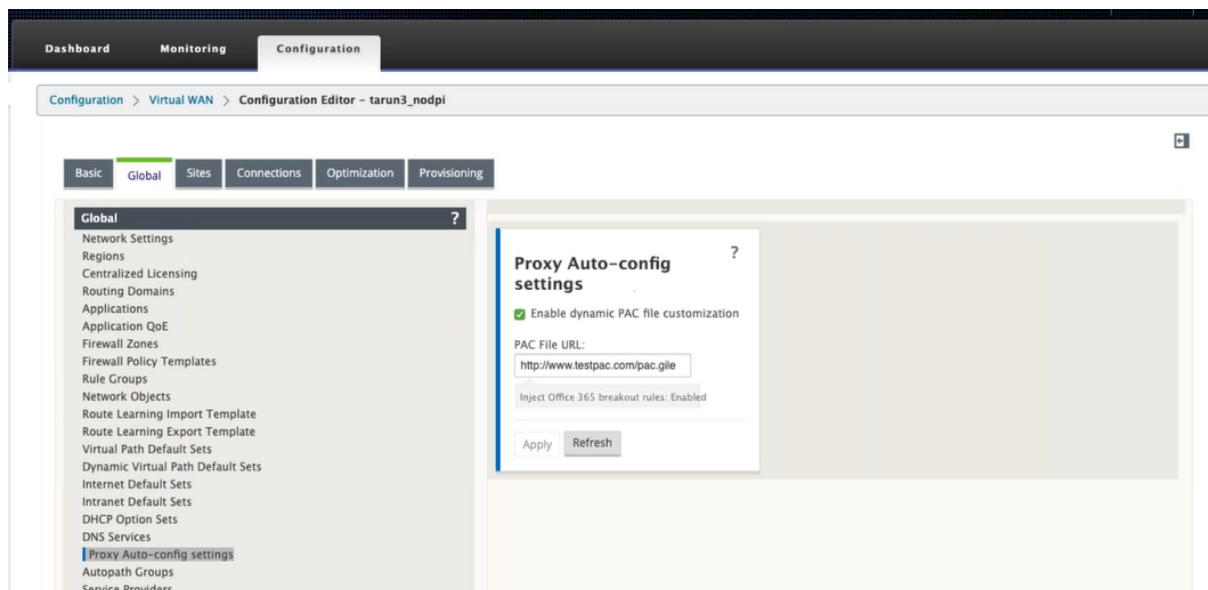 Dashboard Monitoring Configuration
Configuration > Virtual WAN > Configuration Editor – tarun3_nodpi
Basic Global Sites Connections Optimization Provisioning
Global ?
Network Settings
Regions
Centralized Licensing
Routing Domains
Applications
Application QoE
Firewall Zones
Firewall Policy Templates
Rule Groups
Network Objects
Route Learning Import Template
Route Learning Export Template
Virtual Path Default Sets
Dynamic Virtual Path Default Sets
Internet Default Sets
Intranet Default Sets
DHCP Option Sets
DNS Services
Proxy Auto-config settings
Autopath Groups
Service Providers
Proxy Auto-config ?
settings
Enable dynamic PAC file customization
PAC File URL:
http://www.testpac.com/pac.gile
Inject Office 365 breakout rules: Enabled
Apply Refresh